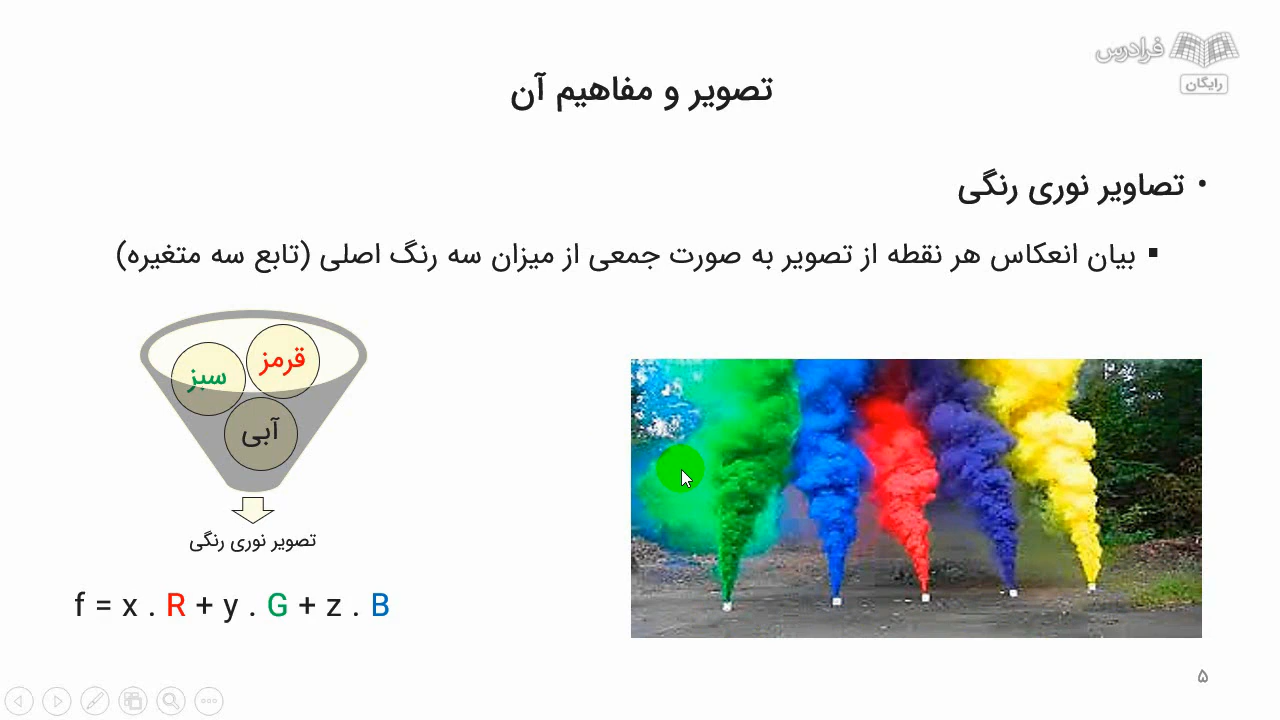 فرادرس
رایگان
تصویر و مفاهیم آن
• تصاویر نوری رنگی
▪ بیان انعکاس هر نقطه از تصویر به صورت جمعی از میزان سه رنگ اصلی (تابع سه متغیره)
قرمز
سبز
آبی
تصویر نوری رنگی
f = x . R + y . G + z . B
۵